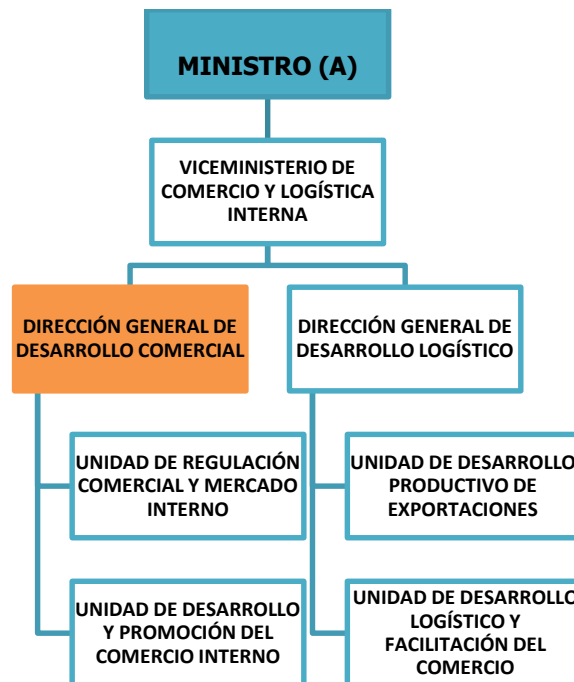 MINISTRO (A)
VICEMINISTERIO DE
COMERCIO Y LOGÍSTICA
INTERNA
DIRECCIÓN GENERAL DE
DESARROLLO COMERCIAL
DIRECCIÓN GENERAL DE
DESARROLLO LOGÍSTICO
UNIDAD DE REGULACIÓN
COMERCIAL Y MERCADO
INTERNO
UNIDAD DE DESARROLLO
PRODUCTIVO DE
EXPORTACIONES
UNIDAD DE DESARROLLO
Y PROMOCIÓN DEL
COMERCIO INTERNO
UNIDAD DE DESARROLLO
LOGÍSTICO Y
FACILITACIÓN DEL
COMERCIO